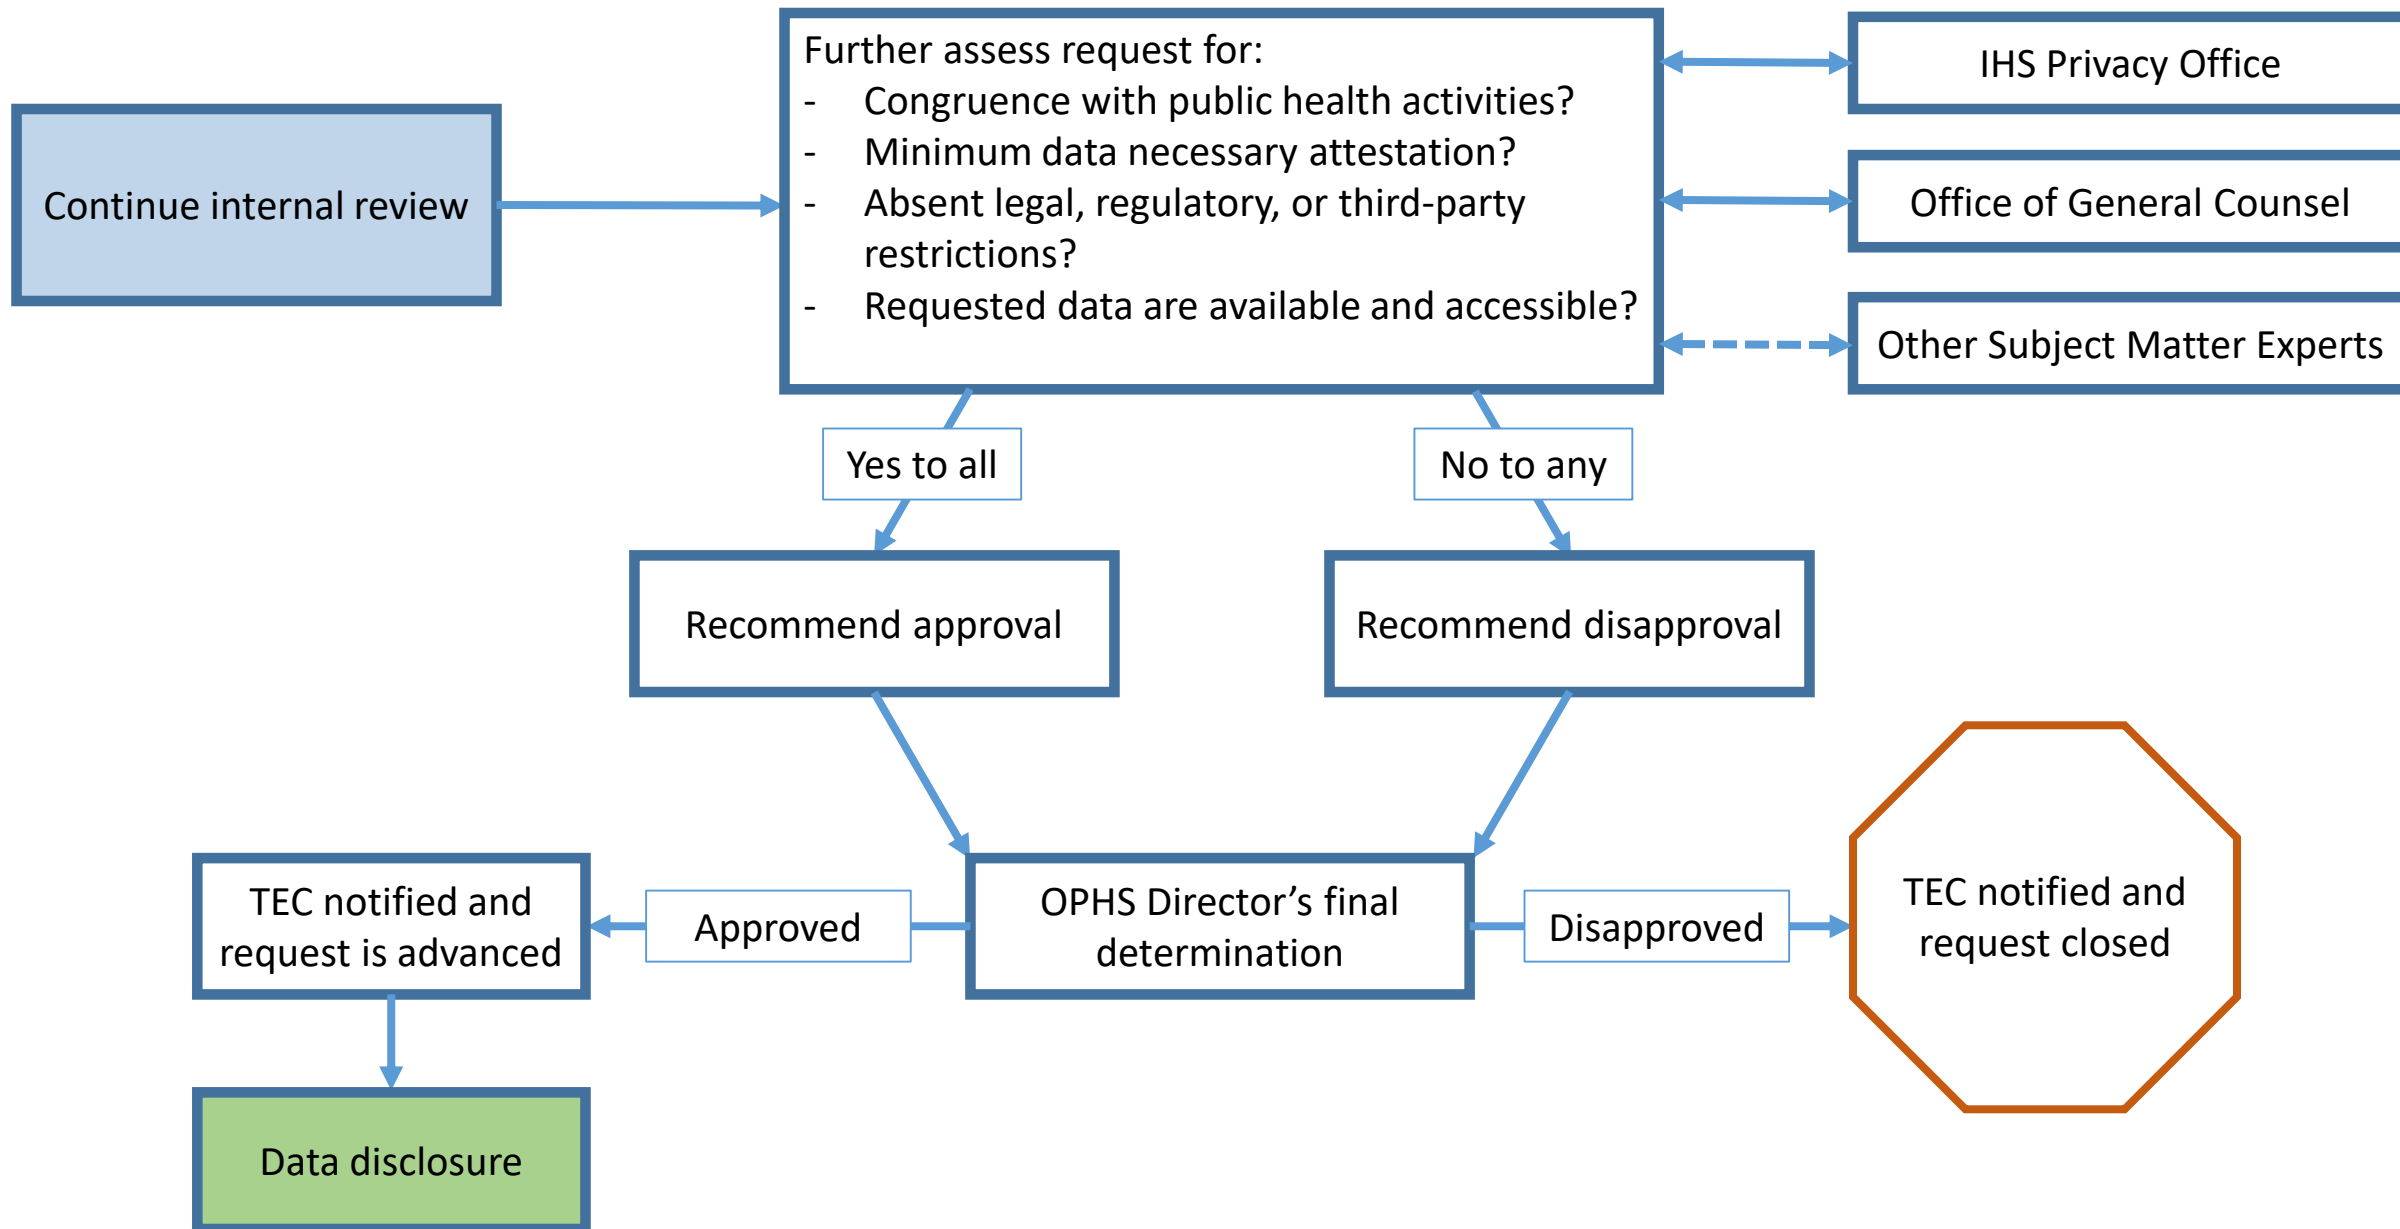 Continue internal review
Further assess request for:
- Congruence with public health activities?
- Minimum data necessary attestation?
- Absent legal, regulatory, or third-party
restrictions?
- Requested data are available and accessible?
IHS Privacy Office
Office of General Counsel
Other Subject Matter Experts
Yes to all
No to any
Recommend approval
Recommend disapproval
TEC notified and
request is advanced
Approved
OPHS Director’s final
determination
Disapproved
TEC notified and
request closed
Data disclosure